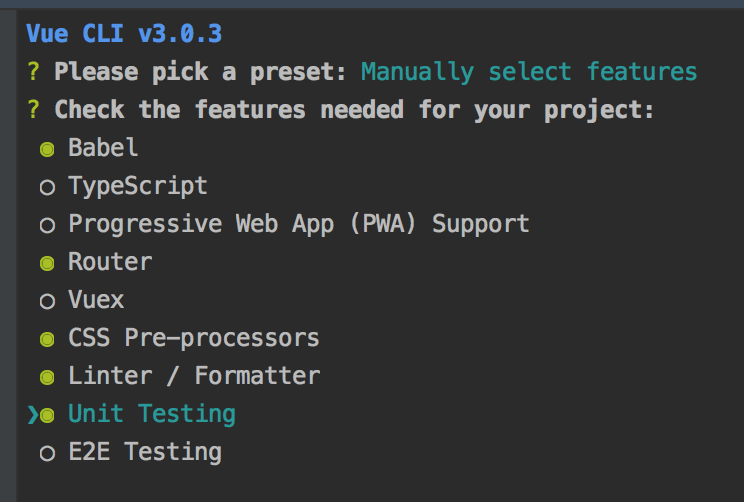 Vue CLI v3.0.3
? Please pick a preset: Manually select features
? Check the features needed for your project:
◉ Babel
◯ TypeScript
◯ Progressive Web App (PWA) Support
◉ Router
◯ Vuex
◉ CSS Pre-processors
◉ Linter / Formatter
❯◉ Unit Testing
◯ E2E Testing